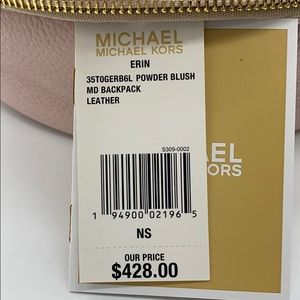 MICHAEL
MICHAEL KORS
ERIN
35T0GERB6L POWDER BLUSH
MD BACKPACK
LEATHER
S309-0002
1 94900 02196 5
NS
OUR PRICE
$428.00
AEL
KORS